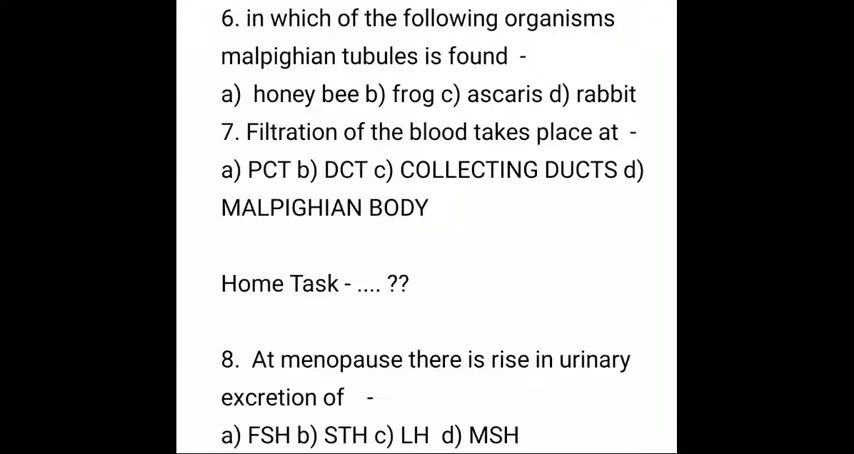 6. in which of the following organisms
malpighian tubules is found -
a) honey bee b) frog c) ascaris d) rabbit
7. Filtration of the blood takes place at -
a) PCT b) DCT c) COLLECTING DUCTS d)
MALPIGHIAN BODY
Home Task - .... ??
8. At menopause there is rise in urinary
excretion of -
a) FSH b) STH c) LH d) MSH